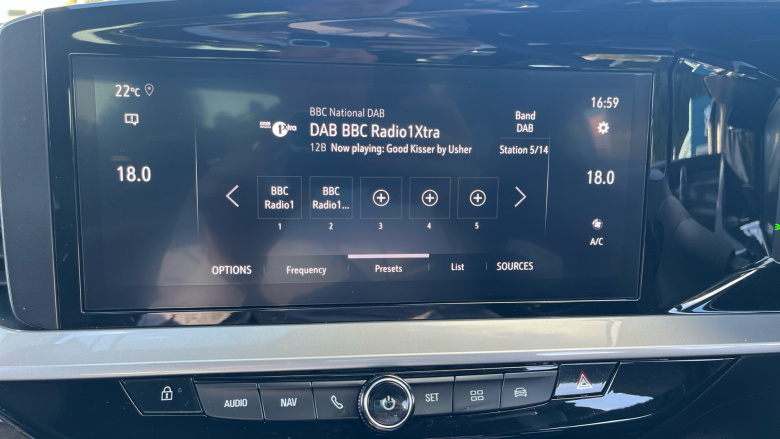 22°C
16:59
BBC National DAB
DAB BBC Radio1Xtra
12B Now playing: Good Kisser by Usher
1Xtra
Band
DAB
Station 5/14
18.0
18.0
BBC
Radio1
BBC
Radio1...
1
2
3
4
5
A/C
OPTIONS
Frequency
Presets
List
SOURCES
AUDIO
NAV
SET